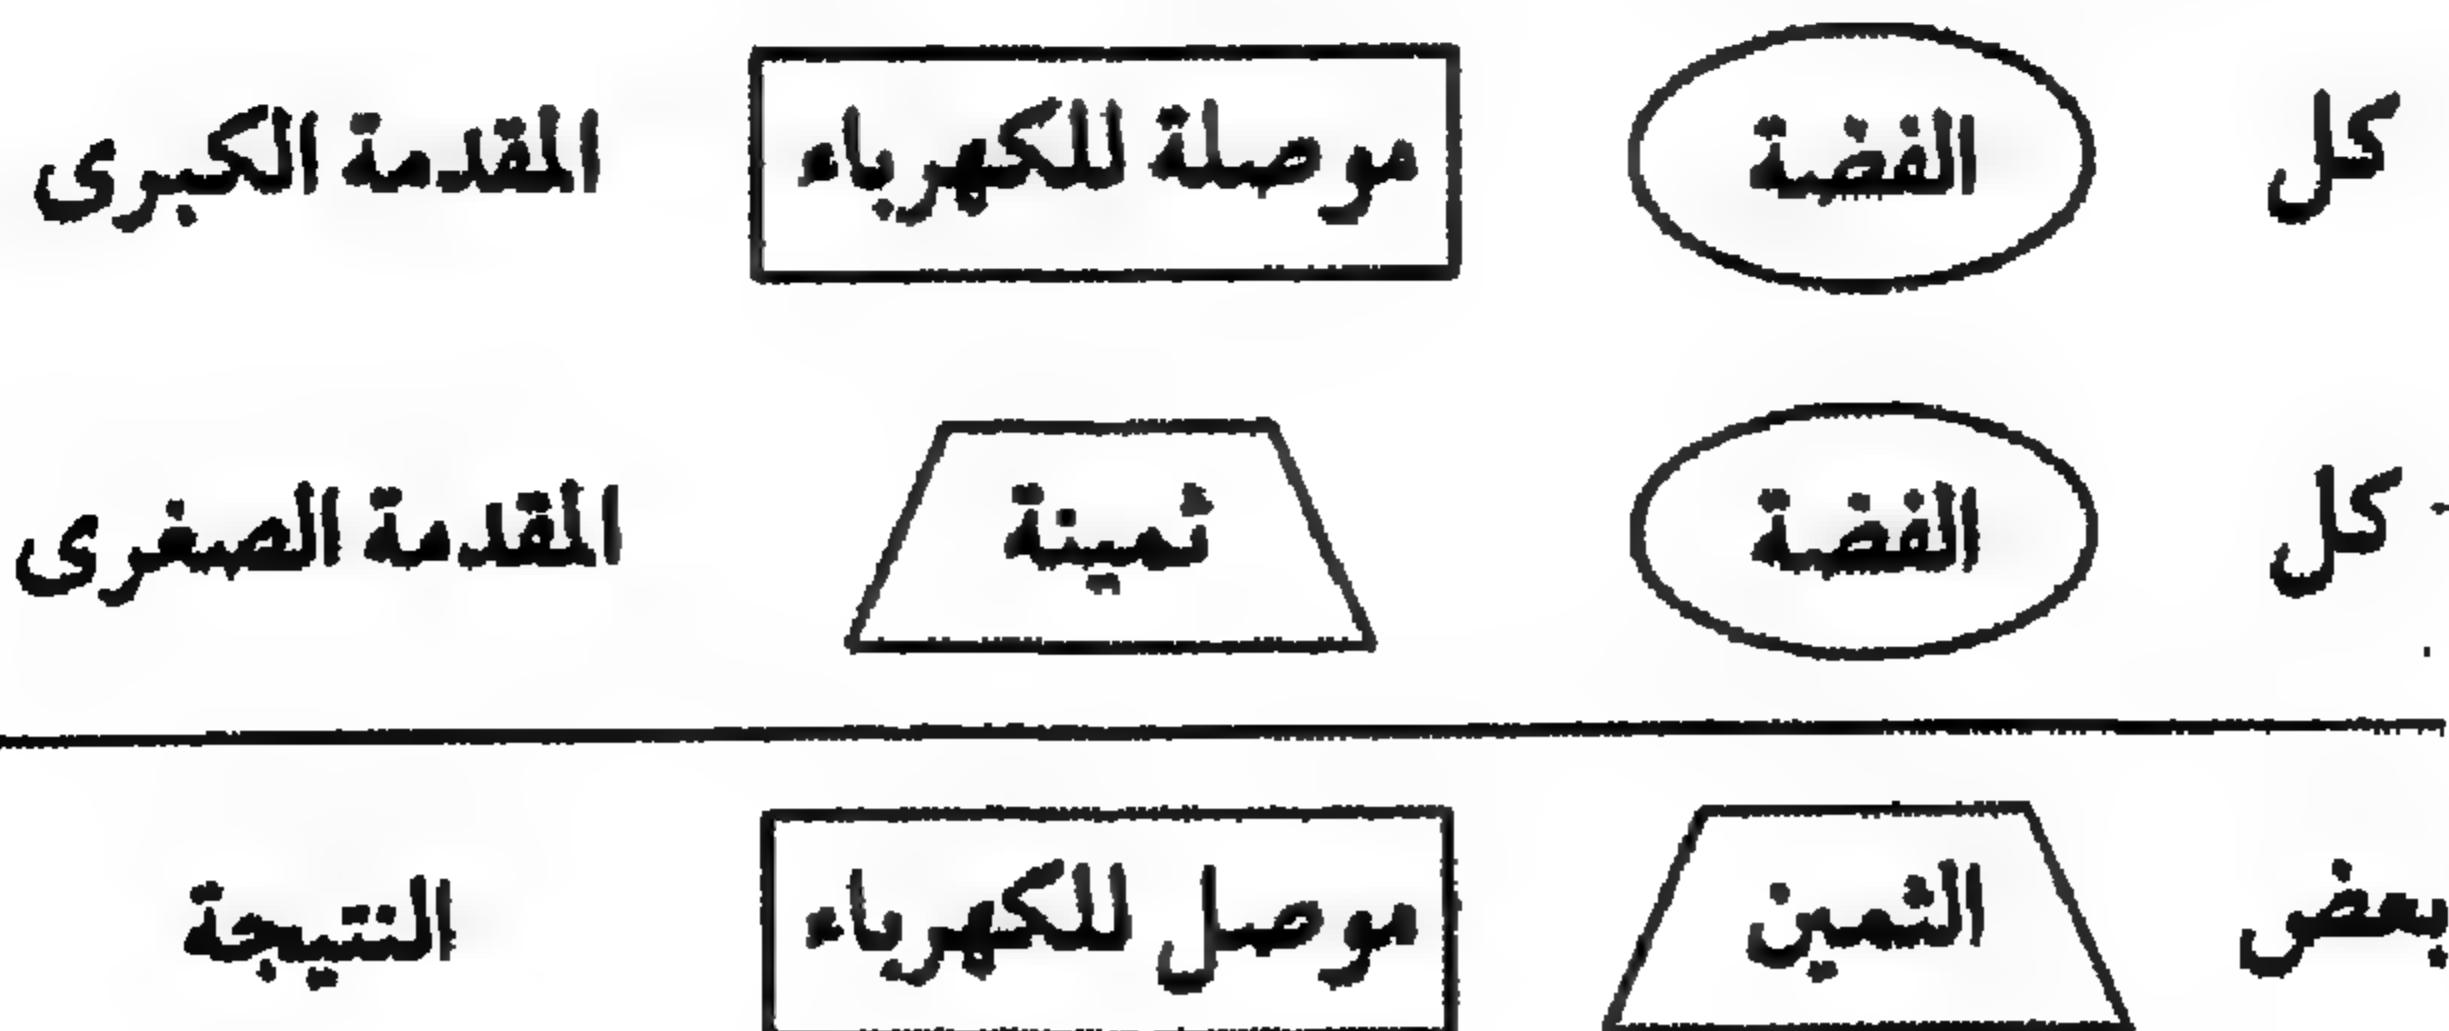 كل الفضة موصلة للكهرباء المقدمة الكبرى
كل الفضة ثمينة المقدمة الصغرى
بعض الثمين موصل للكهرباء النتيجة